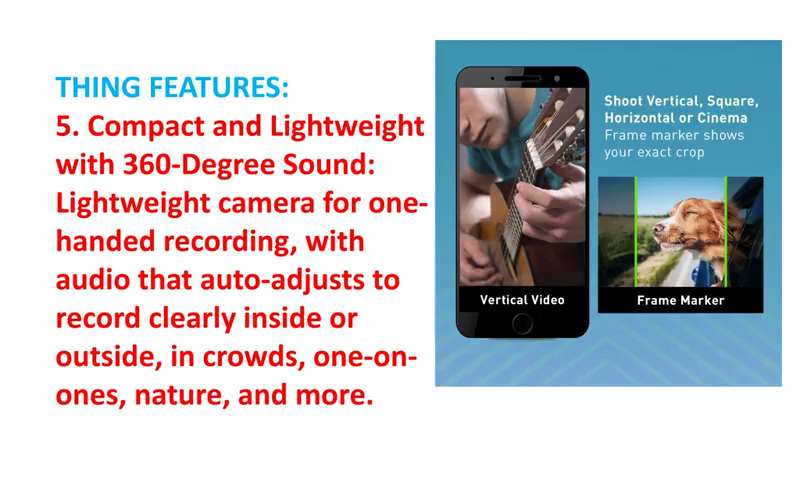 THING FEATURES:
5. Compact and Lightweight
with 360-Degree Sound:
Lightweight camera for one-
handed recording, with
audio that auto-adjusts to
record clearly inside or
outside, in crowds, one-on-
ones, nature, and more.
Shoot Vertical, Square,
Horizontal or Cinema
Frame marker shows
your exact crop
Vertical Video
Frame Marker